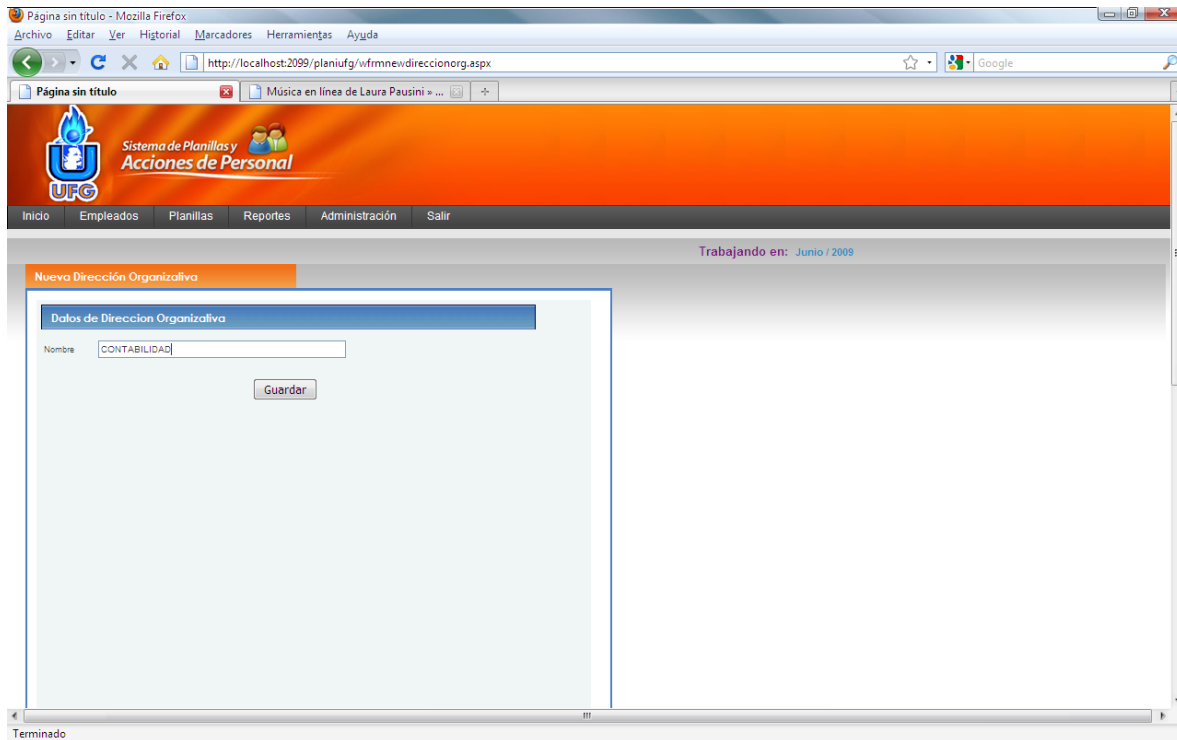 Página sin título - Mozilla Firefox
Archivo Editar Ver Historial Marcadores Herramientas Ayuda
http://localhost:2099/planiufg/wfrmnewdireccionorg.aspx
Google
Página sin título
Música en línea de Laura Pausini » ...
Sistema de Planillas y
Acciones de Personal
UFG
Inicio Empleados Planillas Reportes Administración Salir
Trabajando en: Junio / 2009
Nueva Dirección Organizativa
Datos de Direccion Organizativa
Nombre CONTABILIDAD
Guardar
Terminado